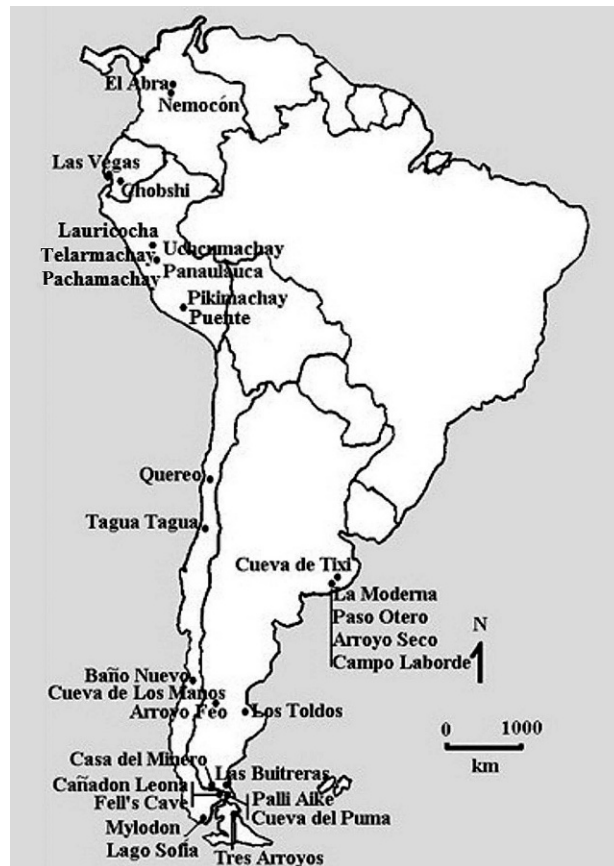 El Abra
Nemocón
Las Vegas
Chobshi
Lauricocha
Uchcumachay
Telarmachay
Panaulauca
Pachamachay
Pikimachay
Puente
Quereo
Tagua Tagua
Cueva de Tixi
La Moderna
Paso Otero
Arroyo Seco
Campo Laborde
N
Baño Nuevo
Cueva de Los Manos
Arroyo Feo
Los Toldos
0 1000
km
Casa del Minero
Las Buitreras
Cañadon Leona
Fell's Cave
Palli Aike
Cueva del Puma
Mylodon
Lago Sofía
Tres Arroyos